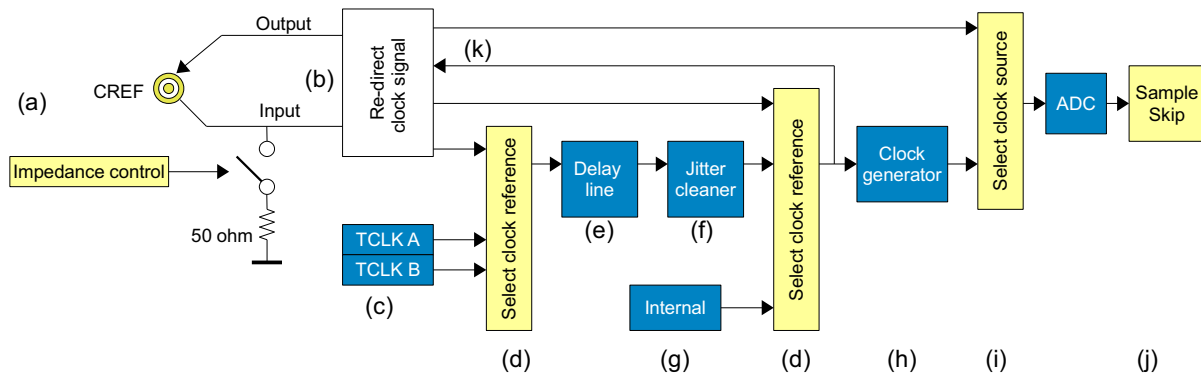 Output
(k)
(b)
Re-direct
clock signal
(a)
CREF
Input
Impedance control
50 ohm
TCLK A
TCLK B
(c)
Select clock reference
(d)
Delay
line
(e)
Jitter
cleaner
(f)
Internal
(g)
Select clock reference
(d)
Clock
generator
(h)
Select clock source
(i)
ADC
Sample
Skip
(j)